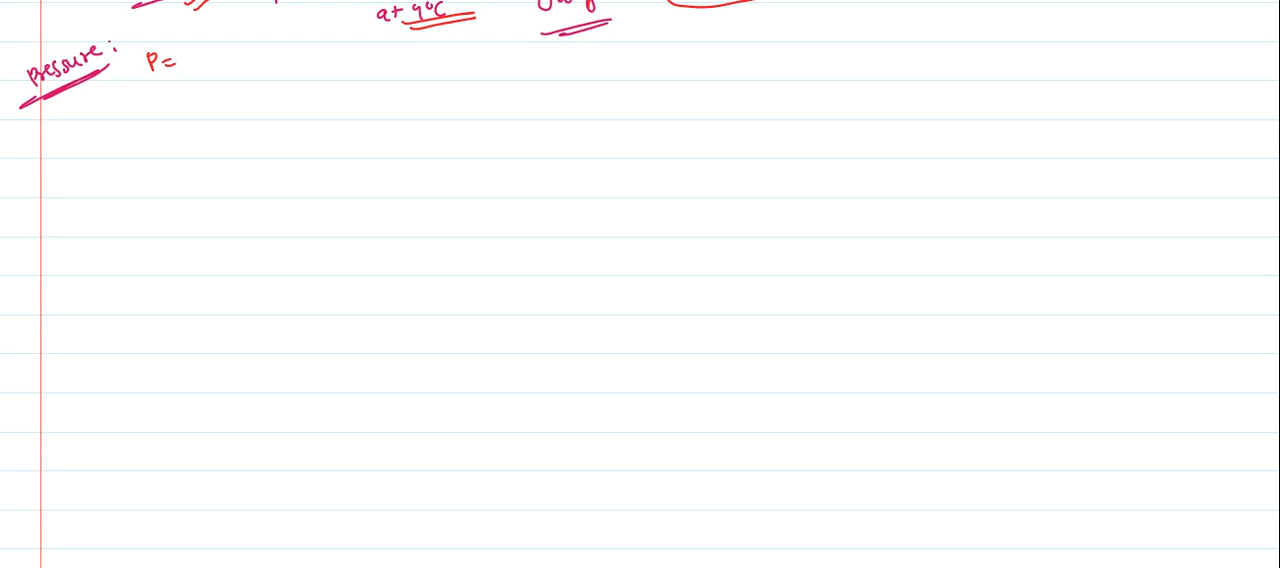 at 4°C
Pressure : P =